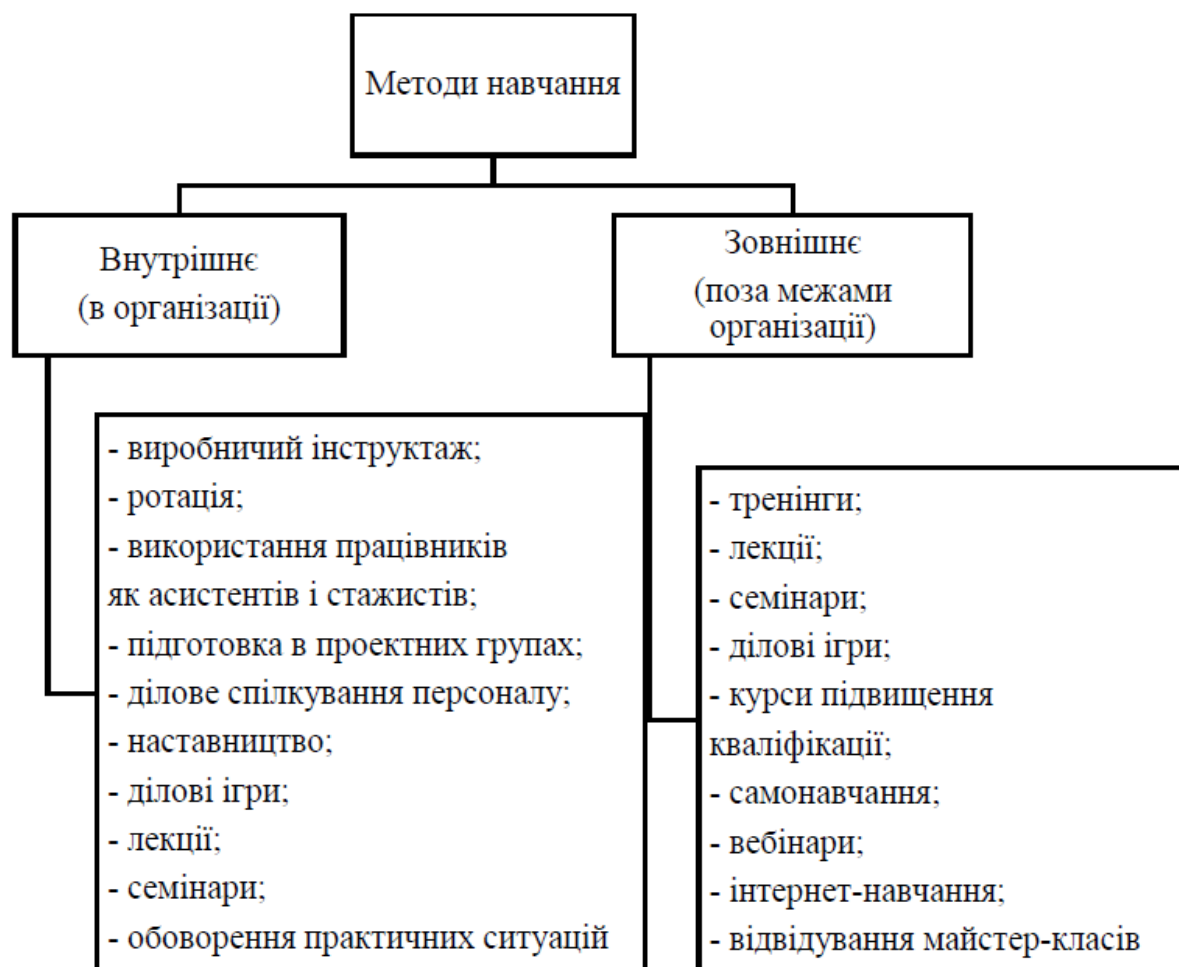 Методи навчання
Внутрішнє
(в організації)
Зовнішнє
(поза межами
організації)
- виробничий інструктаж;
- ротація;
- використання працівників
як асистентів і стажистів;
- підготовка в проектних групах;
- ділове спілкування персоналу;
- наставництво;
- ділові ігри;
- лекції;
- семінари;
- обоворення практичних ситуацій
- тренінги;
- лекції;
- семінари;
- ділові ігри;
- курси підвищення
кваліфікації;
- самонавчання;
- вебінари;
- інтернет-навчання;
- відвідування майстер-класів